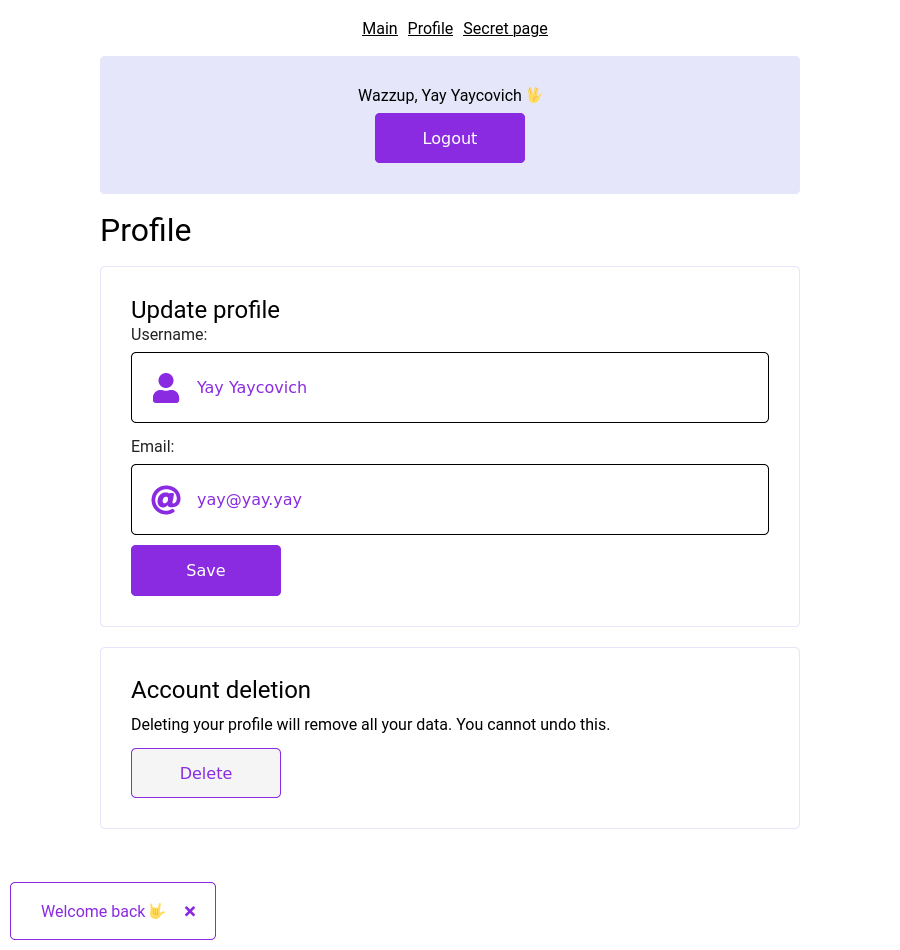 Main Profile Secret page
Wazzup, Yay Yaycovich 🤟
Logout
Profile
Update profile
Username:
Yay Yaycovich
Email:
yay@yay.yay
Save
Account deletion
Deleting your profile will remove all your data. You cannot undo this.
Delete
Welcome back 🤟